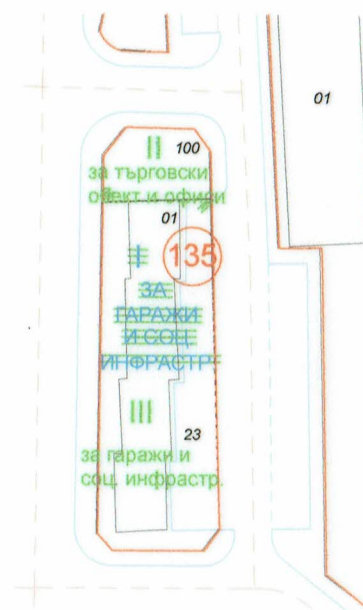 01
II 100
за търговски
обект и офиси
01
I 135
ЗА
ГАРАЖИ
И СОЦ.
ИНФРАСТР.
III
23
за гаражи и
соц. инфрастр.